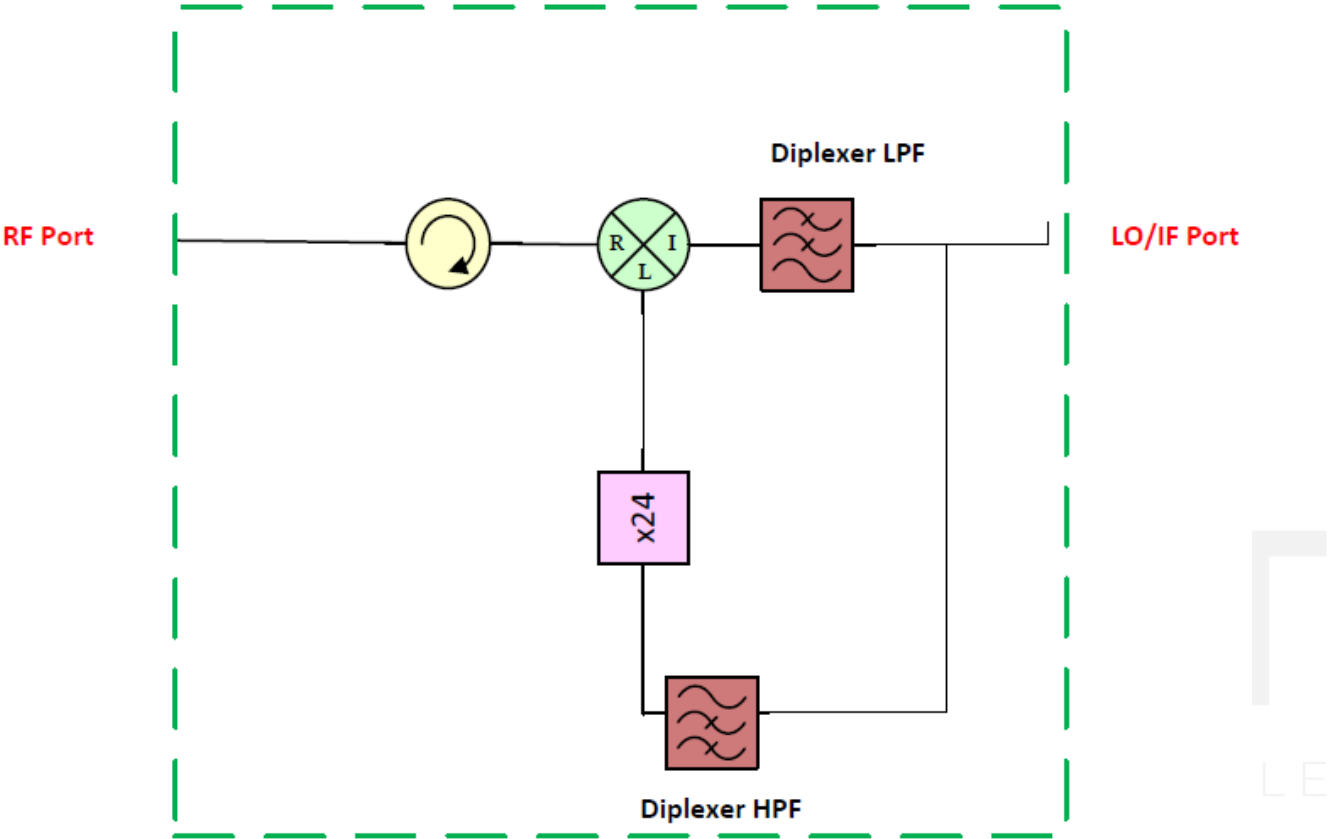 Diplexer LPF
RF Port
R
I
L
LO/IF Port
x24
Diplexer HPF
L E